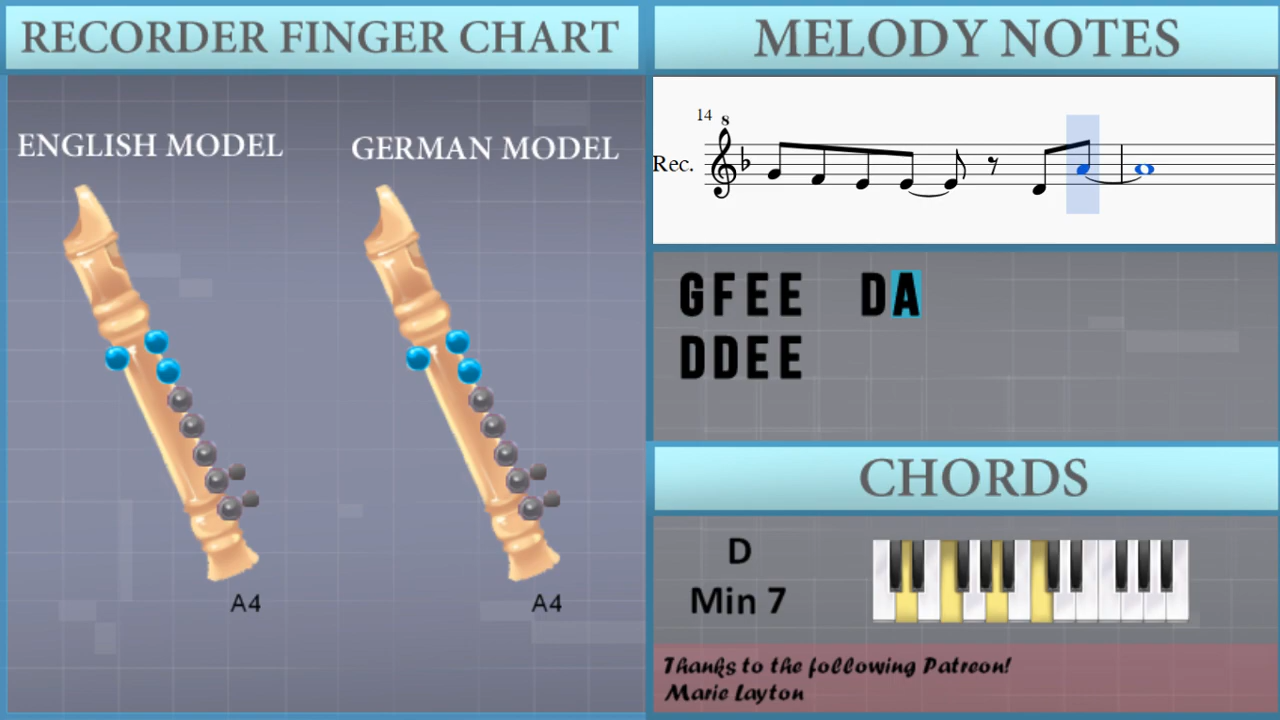 RECORDER FINGER CHART
ENGLISH MODEL
GERMAN MODEL
A4
A4
MELODY NOTES
14
8
Rec.
GFEE DA
DDEE
CHORDS
D
Min 7
Thanks to the following Patreon!
Marie Layton